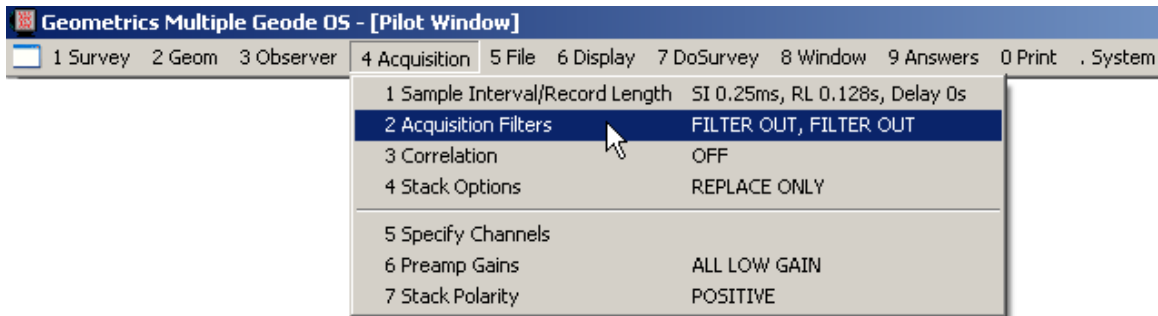 Geometrics Multiple Geode OS - [Pilot Window]
1 Survey 2 Geom 3 Observer 4 Acquisition 5 File 6 Display 7 DoSurvey 8 Window 9 Answers 0 Print . System
1 Sample Interval/Record Length SI 0.25ms, RL 0.128s, Delay 0s
2 Acquisition Filters FILTER OUT, FILTER OUT
3 Correlation OFF
4 Stack Options REPLACE ONLY
5 Specify Channels
6 Preamp Gains ALL LOW GAIN
7 Stack Polarity POSITIVE